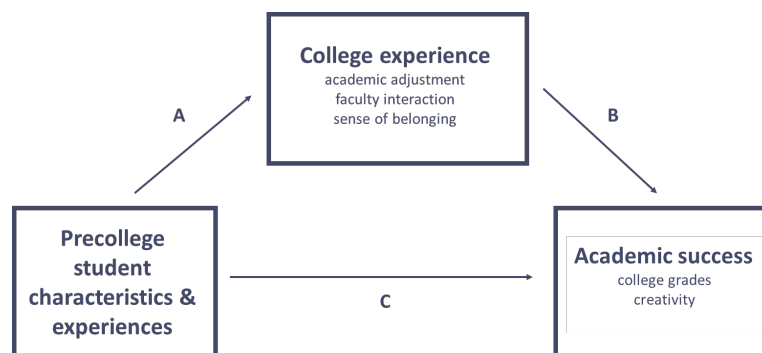 College experience
academic adjustment
faculty interaction
sense of belonging
A
B
Precollege
student
characteristics &
experiences
Academic success
college grades
creativity
C